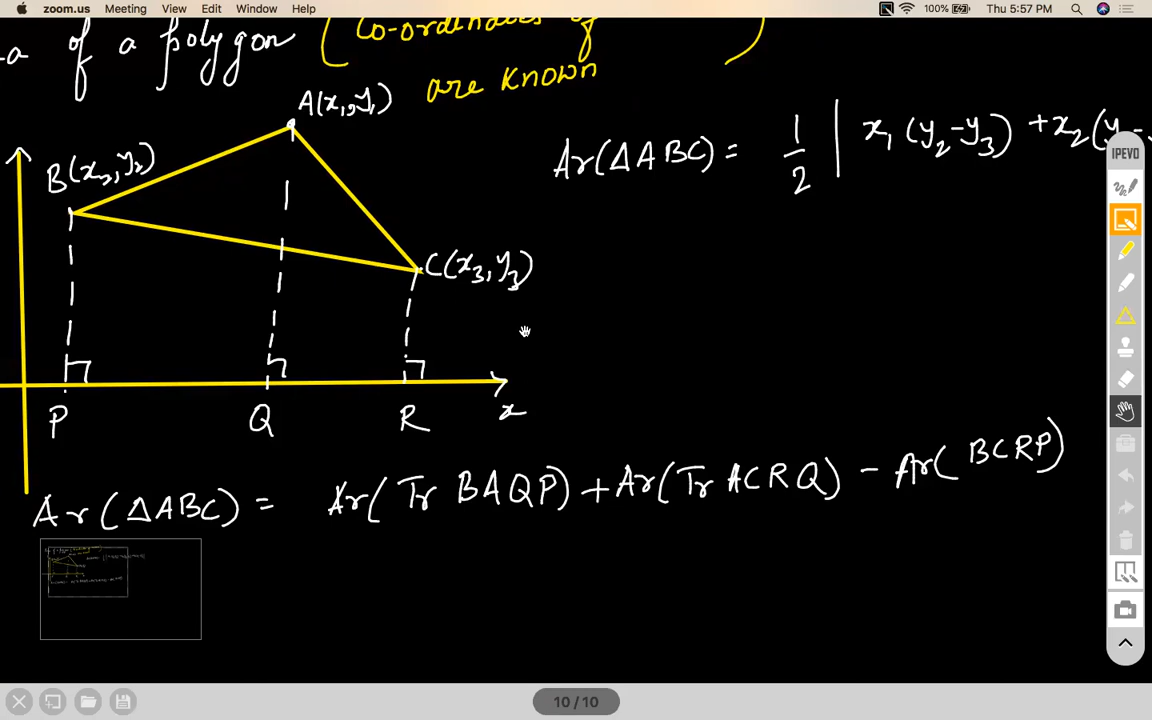 zoom.us Meeting View Edit Window Help 100% Thu 5:57 PM
a of a polygon (co-ordinates of
are known )
A(x₁,y₁)
B(x₂,y₂)
Ar(ΔABC) = 1/2 | x₁(y₂-y₃) + x₂(y-
IPEVO
C(x₃,y₃)
P Q R x
Ar(ΔABC) = Ar(Tr BAQP) + Ar(Tr ACRQ) - Ar( BCRP)
10 / 10